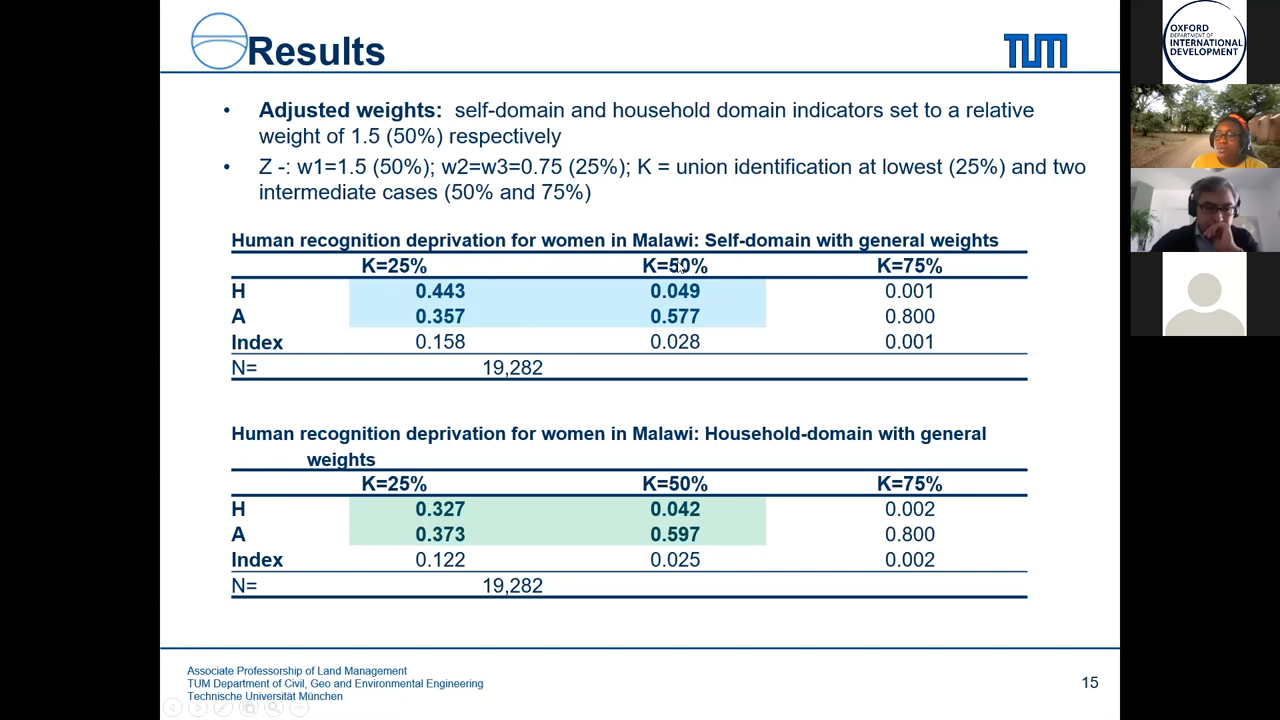 Results
TUM
• Adjusted weights: self-domain and household domain indicators set to a relative
weight of 1.5 (50%) respectively
• Z -: w1=1.5 (50%); w2=w3=0.75 (25%); K = union identification at lowest (25%) and two
intermediate cases (50% and 75%)
Human recognition deprivation for women in Malawi: Self-domain with general weights
K=25% K=50% K=75%
H 0.443 0.049 0.001
A 0.357 0.577 0.800
Index 0.158 0.028 0.001
N= 19,282
Human recognition deprivation for women in Malawi: Household-domain with general
weights
K=25% K=50% K=75%
H 0.327 0.042 0.002
A 0.373 0.597 0.800
Index 0.122 0.025 0.002
N= 19,282
Associate Professorship of Land Management
TUM Department of Civil, Geo and Environmental Engineering
Technische Universität München
15
OXFORD
DEPARTMENT OF
INTERNATIONAL
DEVELOPMENT